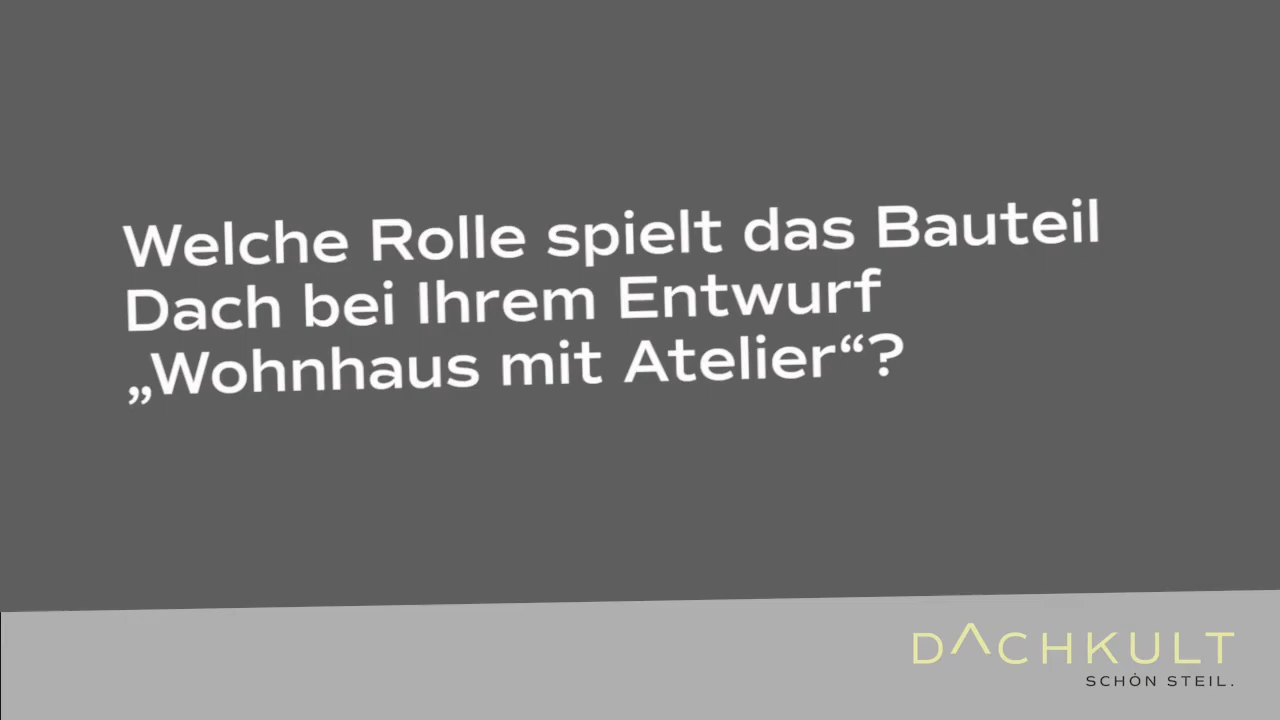 Welche Rolle spielt das Bauteil
Dach bei Ihrem Entwurf
„Wohnhaus mit Atelier“?
DACHKULT
SCHÖN STEIL.